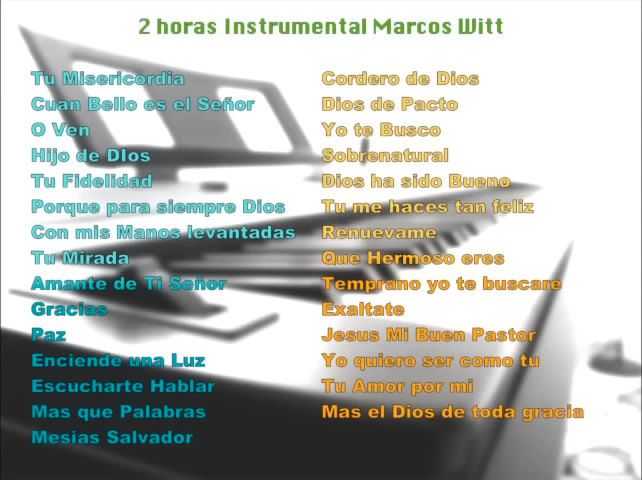 2 horas Instrumental Marcos Witt
Tu Misericordia
Cuan Bello es el Señor
O Ven
Hijo de DIos
Tu Fidelidad
Porque para siempre Dios
Con mis Manos levantadas
Tu Mirada
Amante de Ti Señor
Gracias
Paz
Enciende una Luz
Escucharte Hablar
Mas que Palabras
Mesias Salvador
Cordero de Dios
Dios de Pacto
Yo te Busco
Sobrenatural
Dios ha sido Bueno
Tu me haces tan feliz
Renuevame
Que Hermoso eres
Temprano yo te buscare
Exaltate
Jesus Mi Buen Pastor
Yo quiero ser como tu
Tu Amor por mi
Mas el Dios de toda gracia